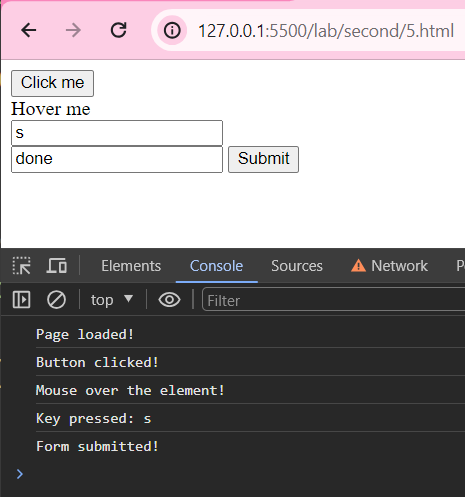 127.0.0.1:5500/lab/second/5.html
Click me
Hover me
s
done Submit
Elements Console Sources Network
top Filter
Page loaded!
Button clicked!
Mouse over the element!
Key pressed: s
Form submitted!